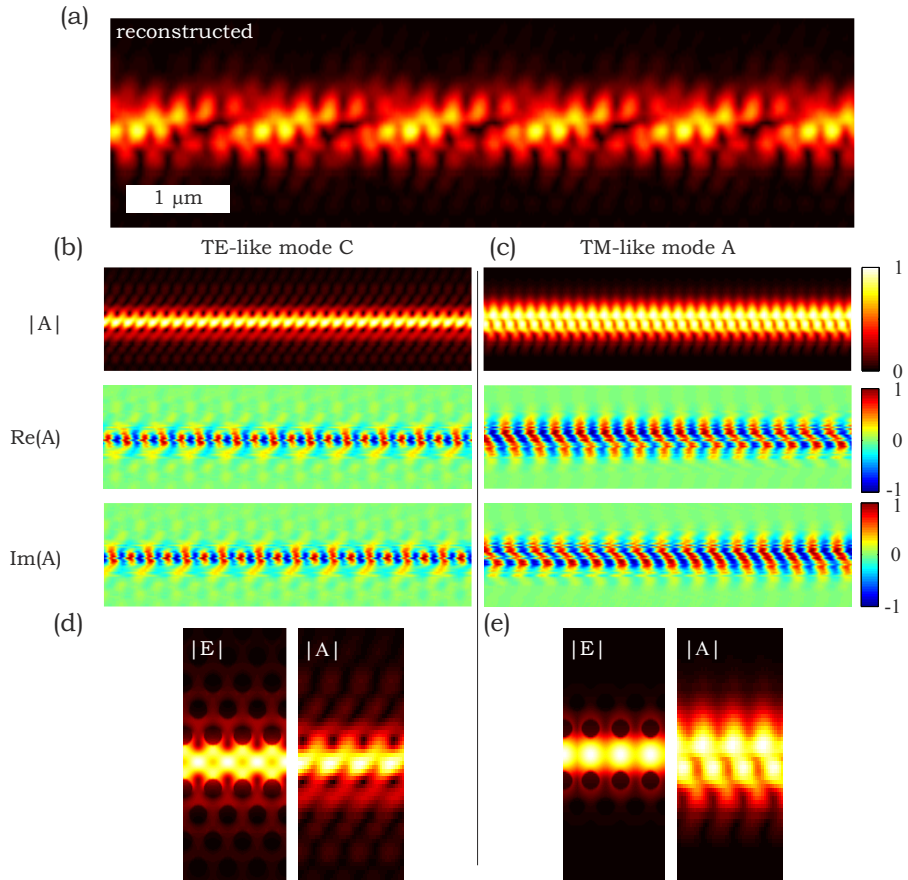 (a)
reconstructed
1 μm
(b)
TE-like mode C
(c)
TM-like mode A
|A|
1
0
Re(A)
1
0
-1
Im(A)
1
0
-1
(d)
|E|
|A|
(e)
|E|
|A|